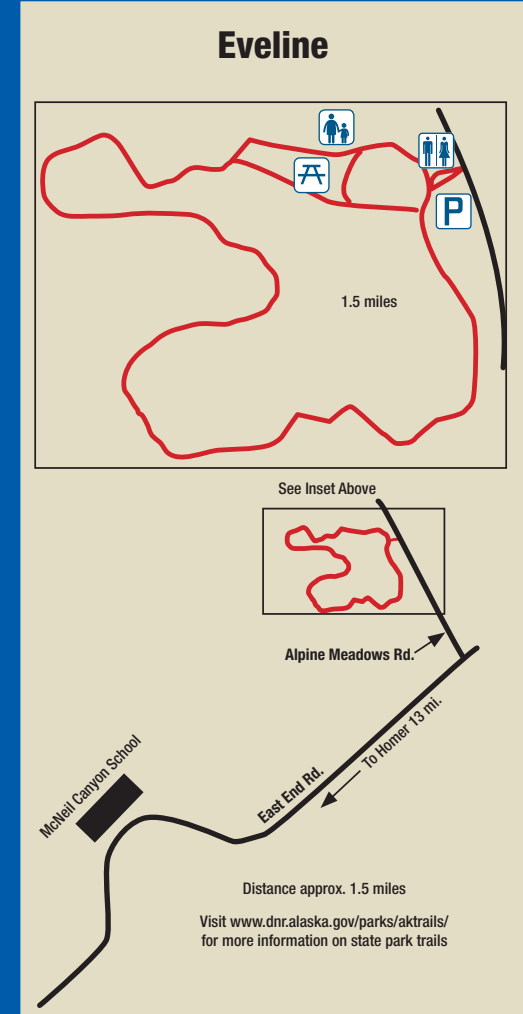 Eveline
P
1.5 miles
See Inset Above
Alpine Meadows Rd.
To Homer 13 mi.
East End Rd.
McNeil Canyon School
Distance approx. 1.5 miles
Visit www.dnr.alaska.gov/parks/aktrails/
for more information on state park trails